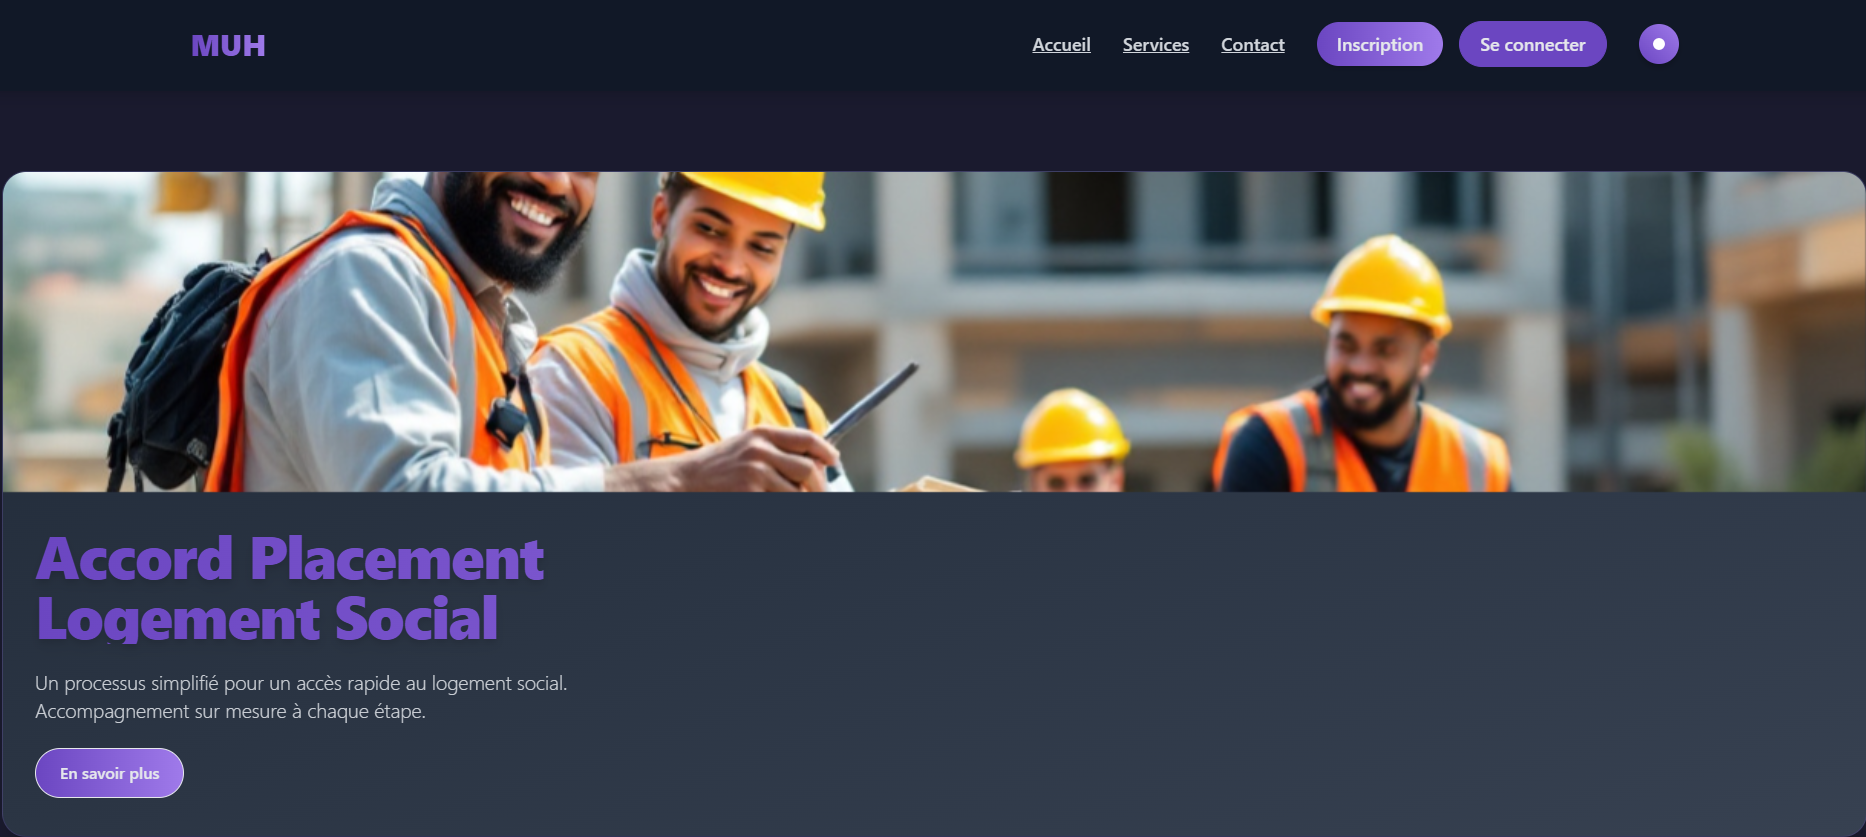 MUH
Accueil Services Contact Inscription Se connecter
Accord Placement
Logement Social
Un processus simplifié pour un accès rapide au logement social.
Accompagnement sur mesure à chaque étape.
En savoir plus